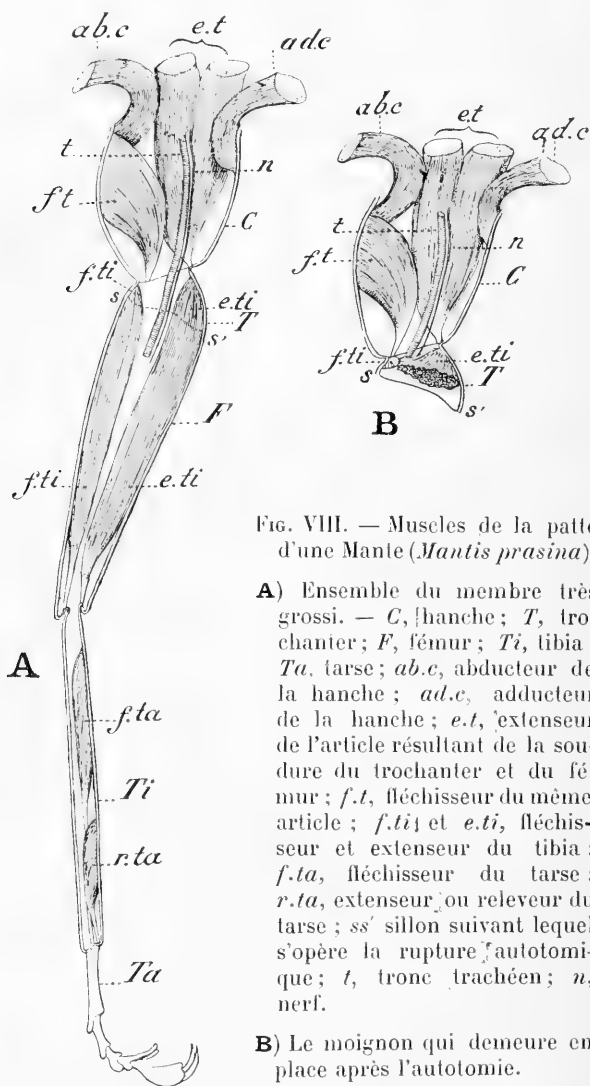 ab.c
e.t
ad.c
t
n
f.t
C
f.ti
s
e.ti
T
s'
F
f.ti
e.ti
A
f.ta
Ti
r.ta
Ta
ab.c
e.t
ad.c
t
n
f.t
C
f.ti
e.ti
s
T
s'
B
FIG. VIII. — Muscles de la patte
d'une Mante (Mantis prasina)
A) Ensemble du membre très
grossi. — C, hanche; T, tro
chanter; F, fémur; Ti, tibia
Ta, tarse; ab.c, abducteur de
la hanche; ad.c, adducteur
de la hanche; e.t, extenseur
de l'article résultant de la sou
dure du trochanter et du fé
mur; f.t, fléchisseur du même
article; f.ti et e.ti, fléchis-
seur et extenseur du tibia;
f.ta, fléchisseur du tarse;
r.ta, extenseur ou releveur du
tarse; ss' sillon suivant lequel
s'opère la rupture autotomi-
que; t, tronc trachéen; n,
nerf.
B) Le moignon qui demeure en
place après l'autotomie.